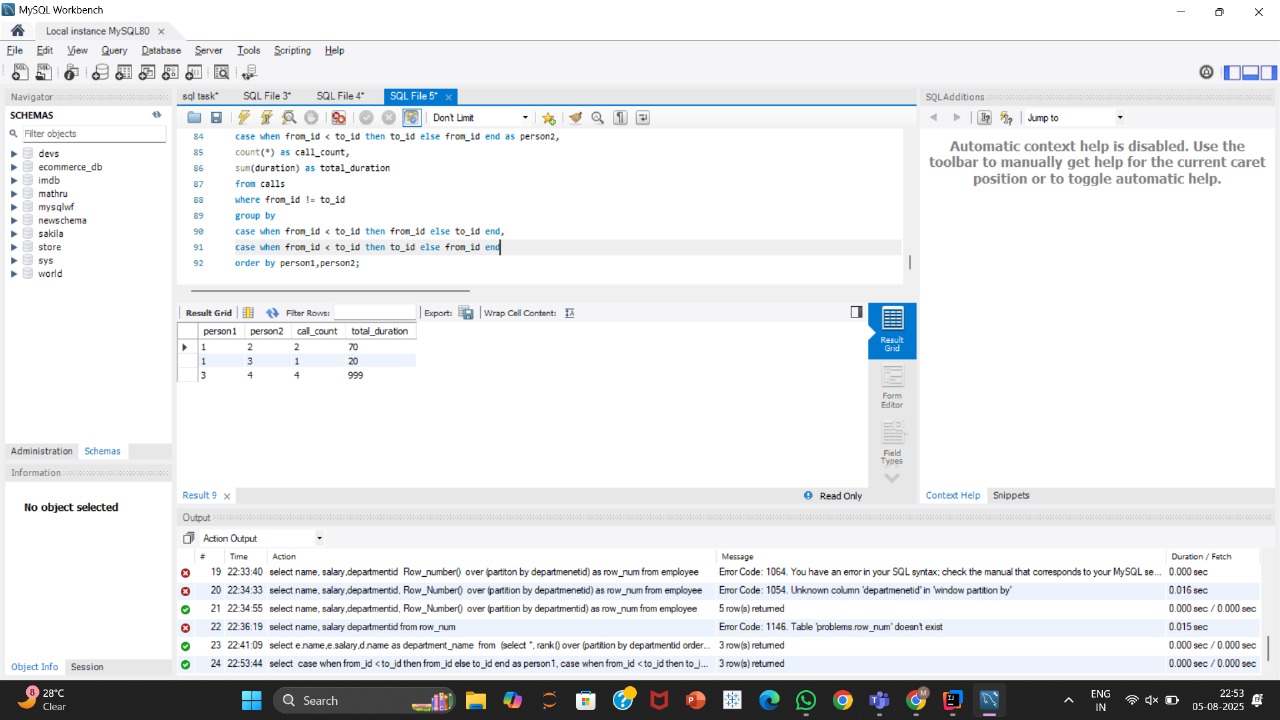 MySQL Workbench
Local instance MySQL80
File Edit View Query Database Server Tools Scripting Help
Navigator
SCHEMAS
Filter objects
devs
ecommerce_db
imdb
mathru
mysqlwf
newschema
sakila
store
sys
world
Administration Schemas
Information
No object selected
Object Info Session
sql task* SQL File 3* SQL File 4* SQL File 5*
Don't Limit
84 case when from_id < to_id then to_id else from_id end as person2,
85 count(*) as call_count,
86 sum(duration) as total_duration
87 from calls
88 where from_id != to_id
89 group by
90 case when from_id < to_id then from_id else to_id end,
91 case when from_id < to_id then to_id else from_id end
92 order by person1,person2;
Result Grid Filter Rows: Export: Wrap Cell Content:
person1 person2 call_count total_duration
1 2 2 70
1 3 1 20
3 4 4 999
Result Grid
Form Editor
Field Types
Result 9 Read Only
SQLAdditions
Jump to
Automatic context help is disabled. Use the
toolbar to manually get help for the current caret
position or to toggle automatic help.
Context Help Snippets
Output
Action Output
# Time Action Message Duration / Fetch
19 22:33:40 select name, salary,departmentid Row_number() over (partiton by departmenetid) as row_num from employee Error Code: 1064. You have an error in your SQL syntax; check the manual that corresponds to your MySQL se... 0.000 sec
20 22:34:33 select name, salary,departmentid, Row_Number() over (partition by departmenetid) as row_num from employee Error Code: 1054. Unknown column 'departmenetid' in 'window partition by' 0.016 sec
21 22:34:55 select name, salary,departmentid, Row_Number() over (partition by departmentid) as row_num from employee 5 row(s) returned 0.000 sec / 0.000 sec
22 22:36:19 select name, salary departmentid from row_num Error Code: 1146. Table 'problems.row_num' doesn't exist 0.015 sec
23 22:41:09 select e.name,e.salary,d.name as department_name from (select *, rank() over (partition by departmentid order... 3 row(s) returned 0.000 sec / 0.000 sec
24 22:53:44 select case when from_id < to_id then from_id else to_id end as person1, case when from_id < to_id then to_i... 3 row(s) returned 0.000 sec / 0.000 sec
8
28°C
Clear
Search
ENG
IN
22:53
05-08-2025